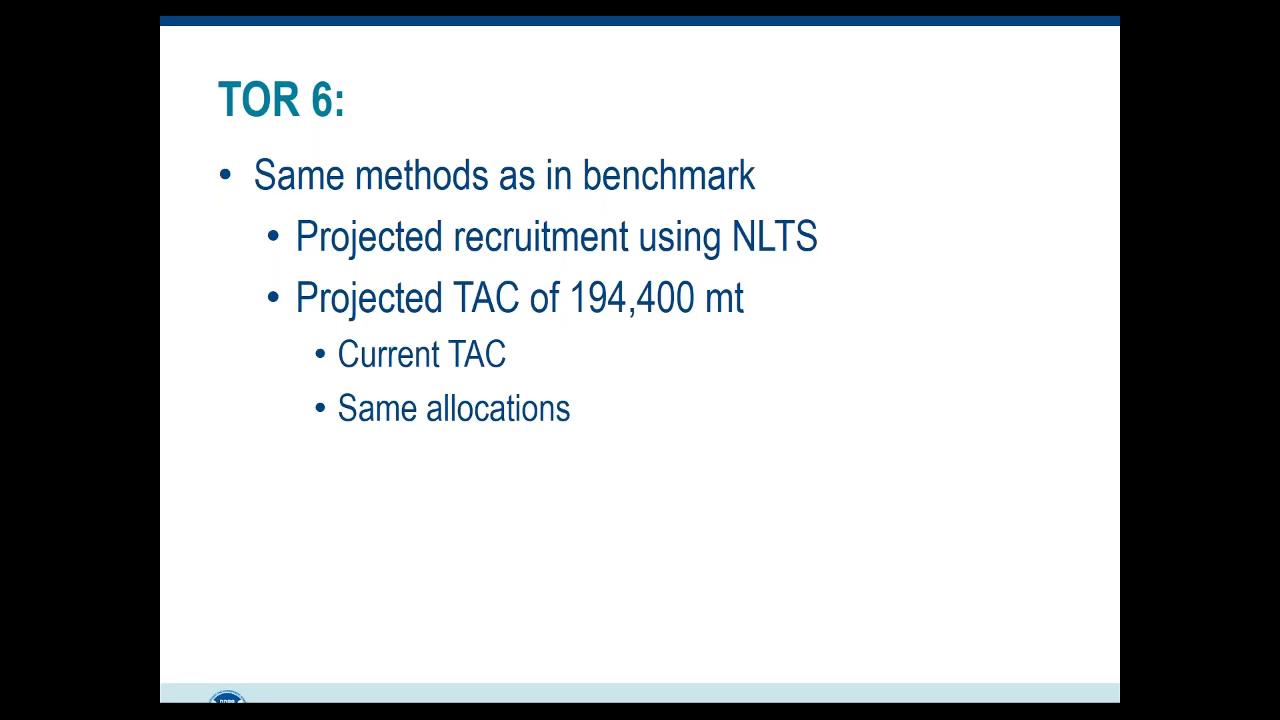 TOR 6:
• Same methods as in benchmark
• Projected recruitment using NLTS
• Projected TAC of 194,400 mt
• Current TAC
• Same allocations